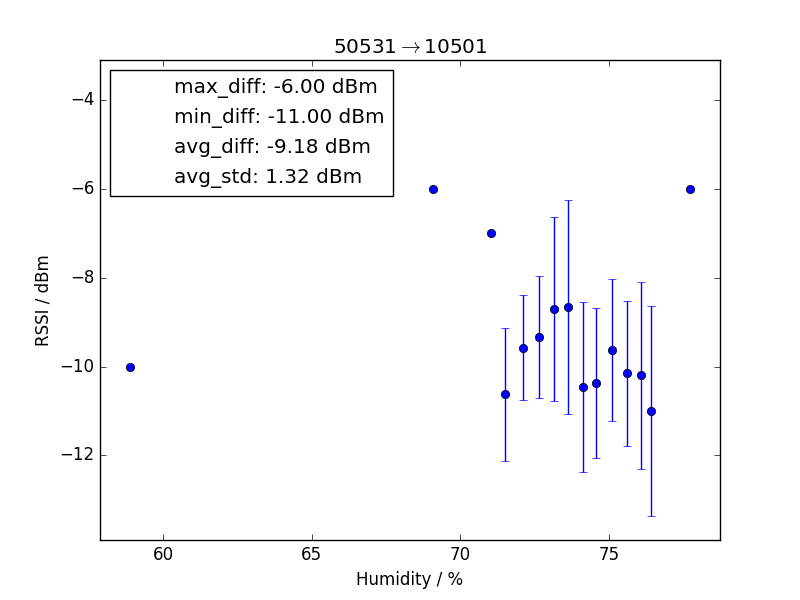 50531→10501
max_diff: -6.00 dBm
min_diff: -11.00 dBm
avg_diff: -9.18 dBm
avg_std: 1.32 dBm
RSSI / dBm
−4
−6
−8
−10
−12
60 65 70 75
Humidity / %